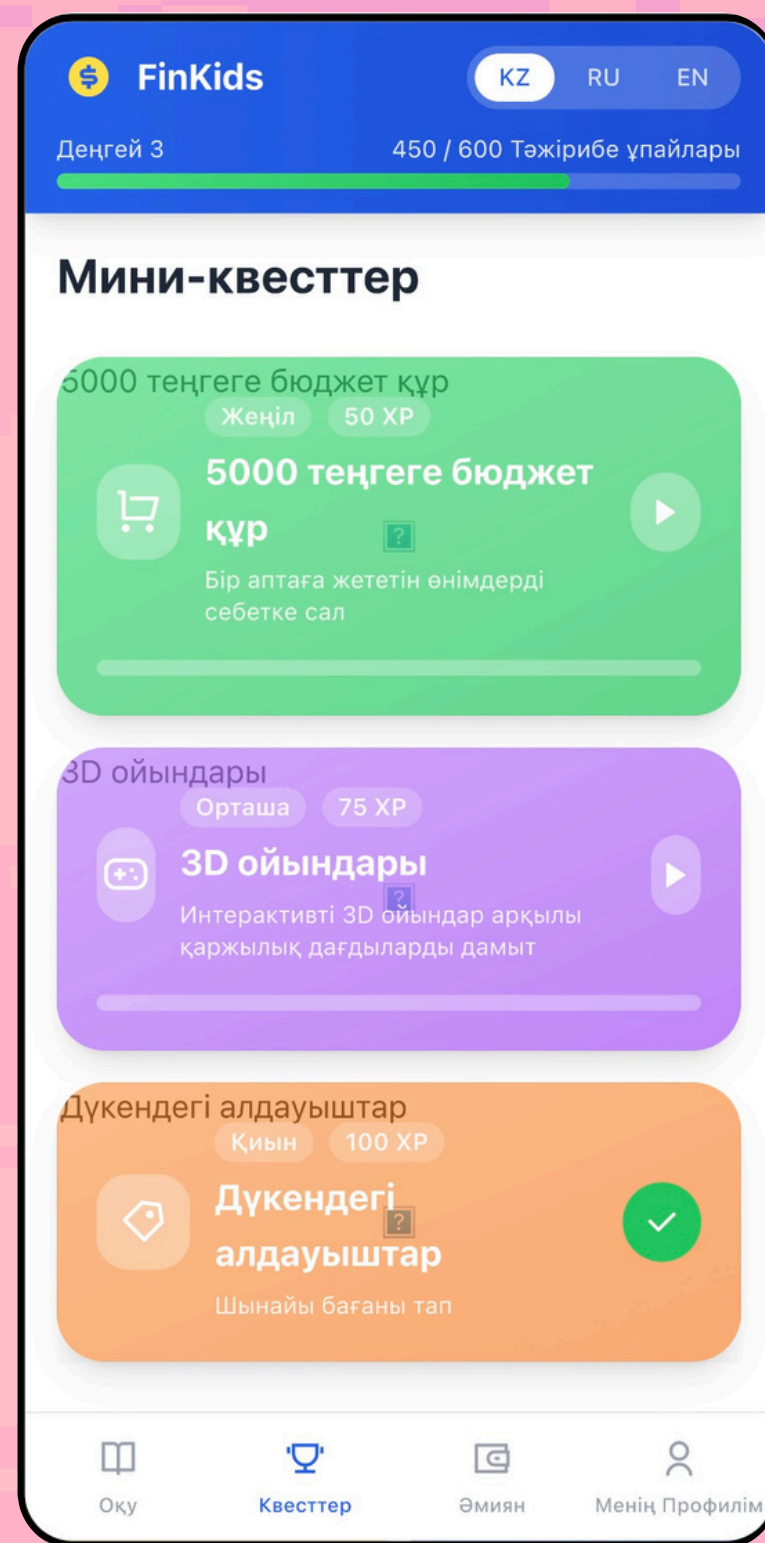 FinKids
KZ RU EN
Деңгей 3
450 / 600 Тәжірибе ұпайлары
Мини-квесттер
5000 теңгеге бюджет құр
Жеңіл 50 XP
5000 теңгеге бюджет
құр
Бір аптаға жететін өнімдерді
себетке сал
3D ойындары
Орташа 75 XP
3D ойындары
Интерактивті 3D ойындар арқылы
қаржылық дағдыларды дамыт
Дүкендегі алдауыштар
Қиын 100 XP
Дүкендегі
алдауыштар
Шынайы бағаны тап
Оқу Квесттер Әмиян Менің Профилім